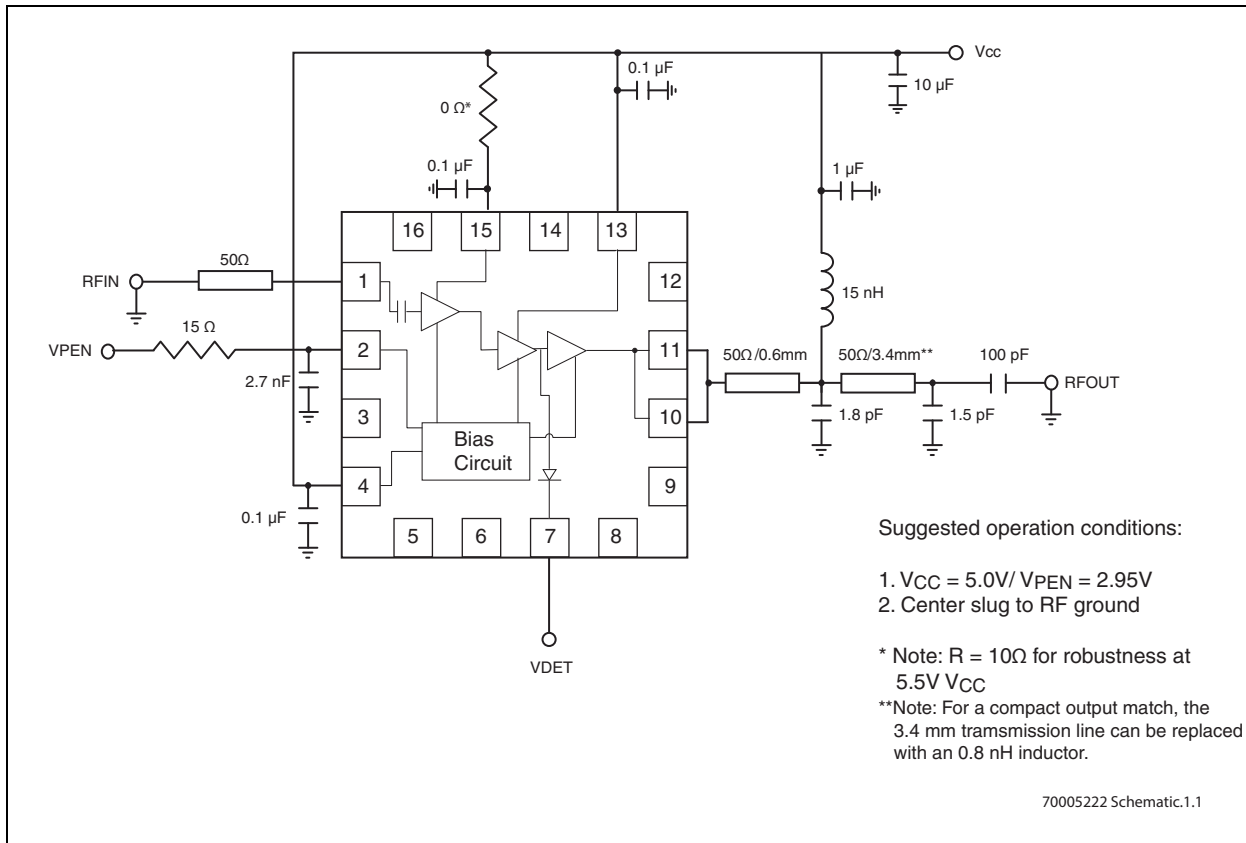 Vcc
0.1 µF
10 µF
0 Ω*
0.1 µF
1 µF
16
15
14
13
RFIN
50Ω
1
12
15 nH
15 Ω
VPEN
2
11
50Ω/0.6mm
50Ω/3.4mm**
100 pF
RFOUT
2.7 nF
3
10
1.8 pF
1.5 pF
Bias
Circuit
4
9
0.1 µF
5
6
7
8
VDET
Suggested operation conditions:
1. VCC = 5.0V/ VPEN = 2.95V
2. Center slug to RF ground
* Note: R = 10Ω for robustness at
5.5V VCC
**Note: For a compact output match, the
3.4 mm tramsmission line can be replaced
with an 0.8 nH inductor.
70005222 Schematic.1.1